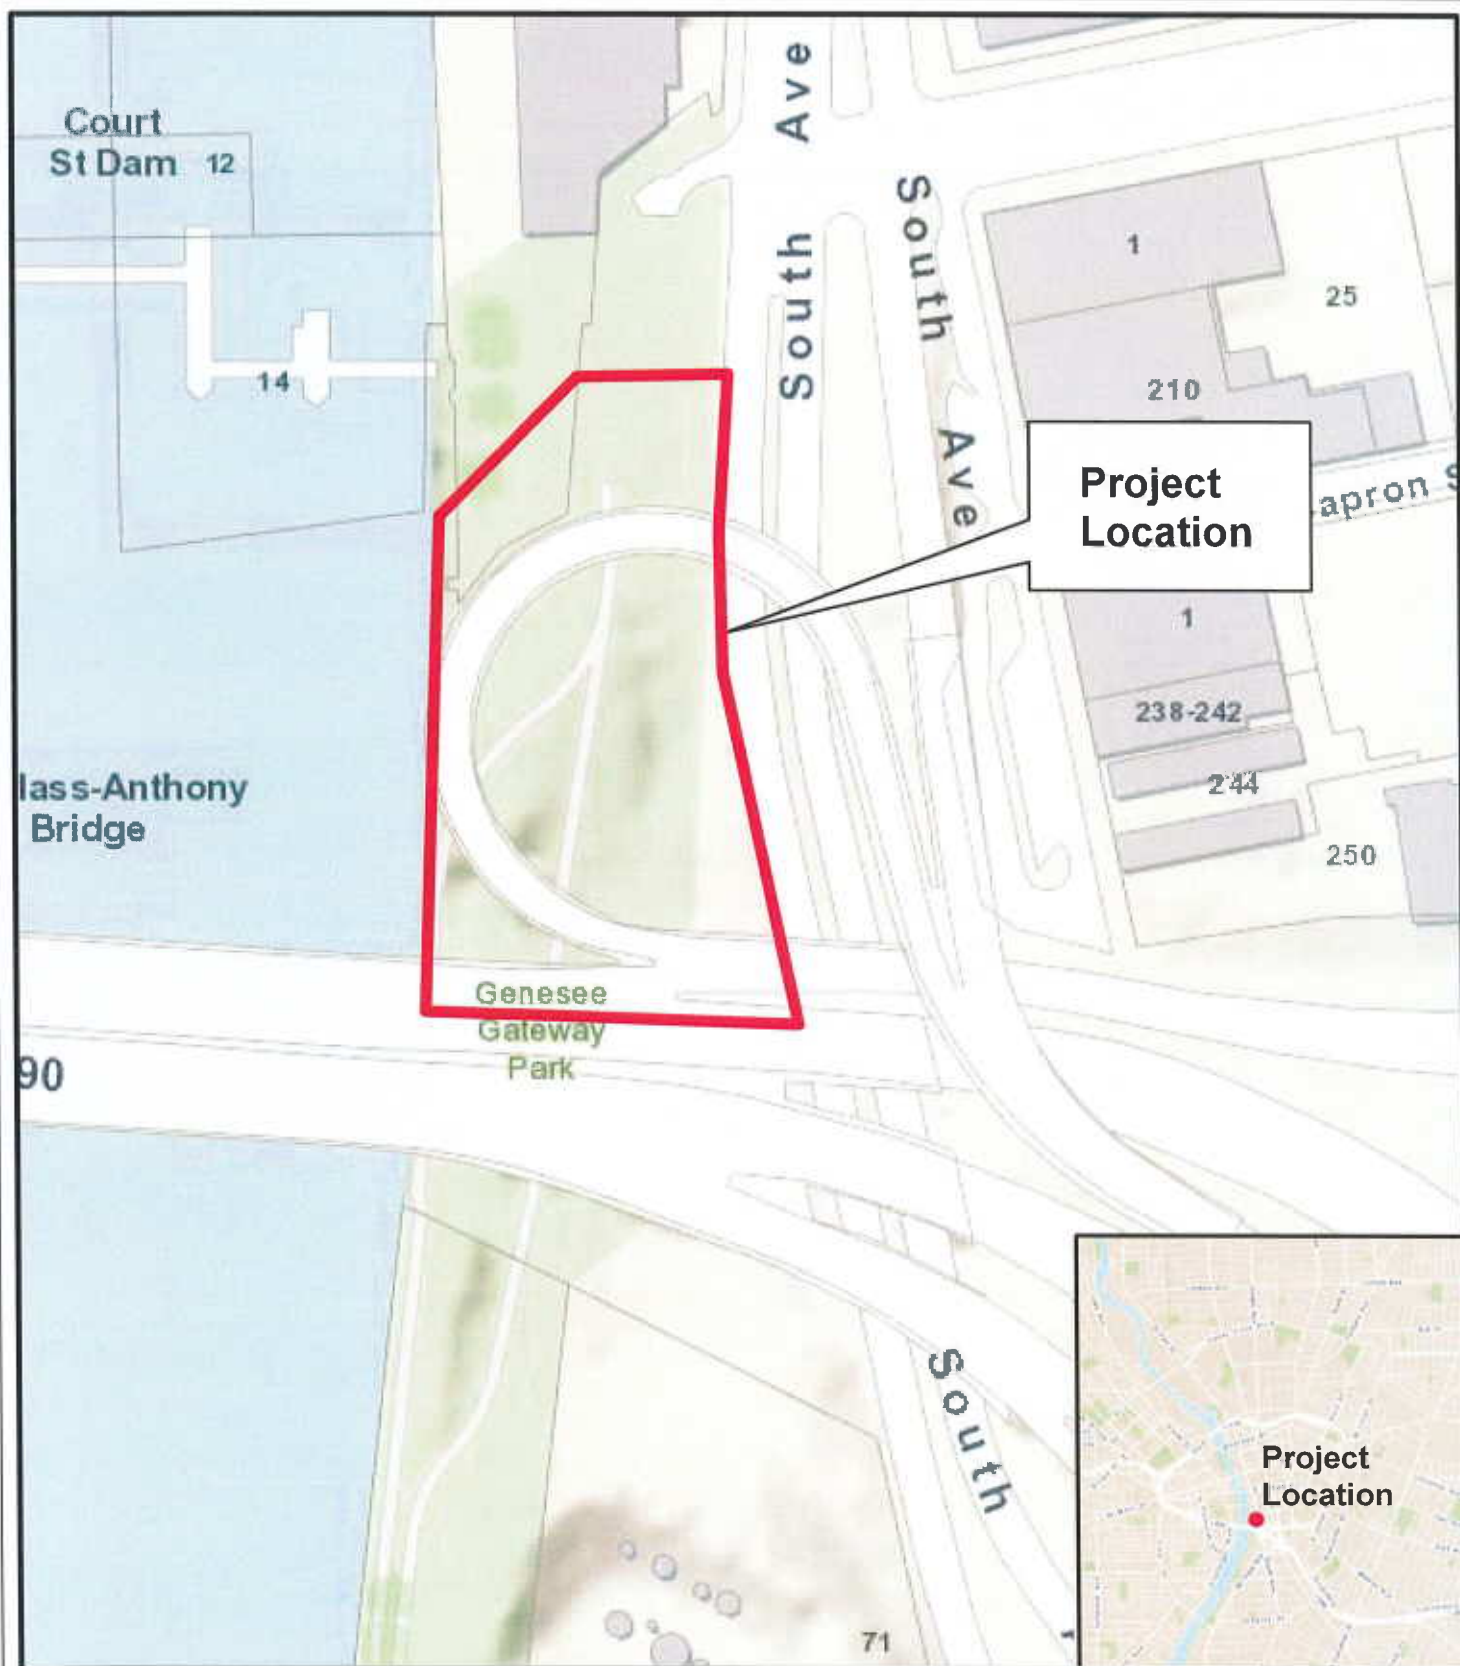 Court
St Dam 12
South Ave
South Ave
1
25
14
210
Project
Location
apron S
1
238-242
244
lass-Anthony
Bridge
250
Genesee
Gateway
Park
90
South
71
Project
Location